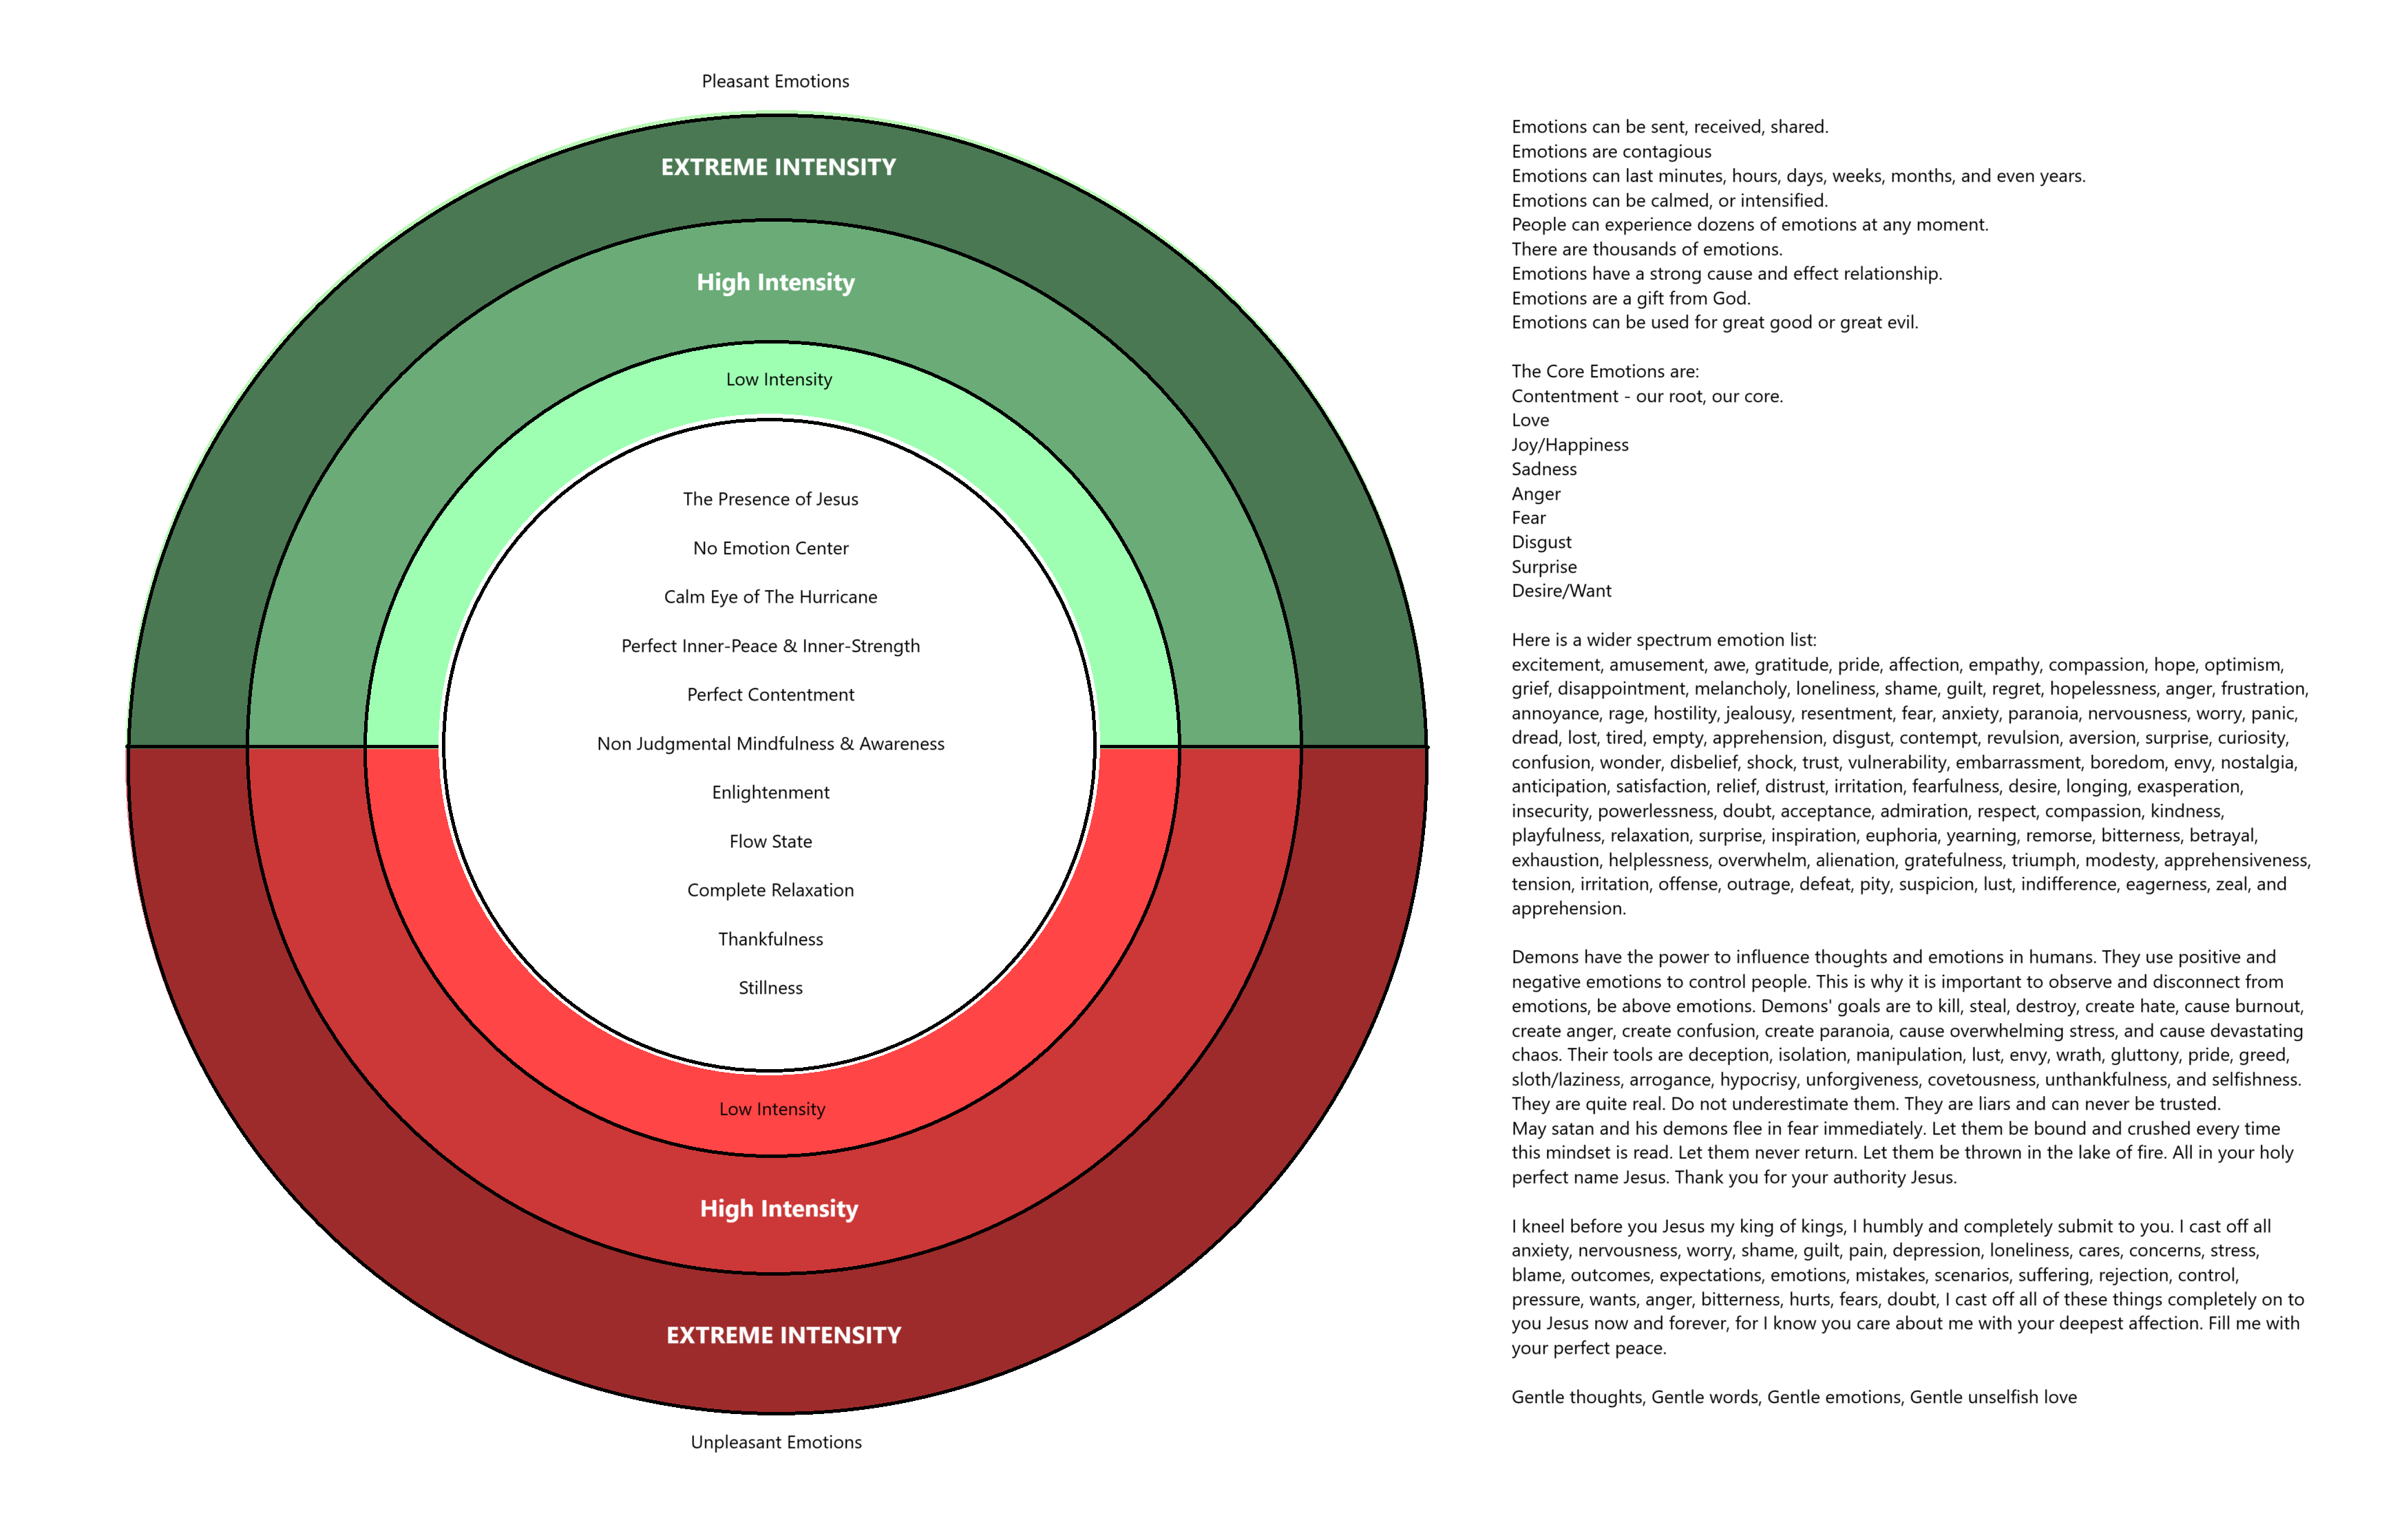 Pleasant Emotions
EXTREME INTENSITY
High Intensity
Low Intensity
The Presence of Jesus
No Emotion Center
Calm Eye of The Hurricane
Perfect Inner-Peace & Inner-Strength
Perfect Contentment
Non Judgmental Mindfulness & Awareness
Enlightenment
Flow State
Complete Relaxation
Thankfulness
Stillness
Low Intensity
High Intensity
EXTREME INTENSITY
Unpleasant Emotions
Emotions can be sent, received, shared.
Emotions are contagious
Emotions can last minutes, hours, days, weeks, months, and even years.
Emotions can be calmed, or intensified.
People can experience dozens of emotions at any moment.
There are thousands of emotions.
Emotions have a strong cause and effect relationship.
Emotions are a gift from God.
Emotions can be used for great good or great evil.
The Core Emotions are:
Contentment - our root, our core.
Love
Joy/Happiness
Sadness
Anger
Fear
Disgust
Surprise
Desire/Want
Here is a wider spectrum emotion list:
excitement, amusement, awe, gratitude, pride, affection, empathy, compassion, hope, optimism,
grief, disappointment, melancholy, loneliness, shame, guilt, regret, hopelessness, anger, frustration,
annoyance, rage, hostility, jealousy, resentment, fear, anxiety, paranoia, nervousness, worry, panic,
dread, lost, tired, empty, apprehension, disgust, contempt, revulsion, aversion, surprise, curiosity,
confusion, wonder, disbelief, shock, trust, vulnerability, embarrassment, boredom, envy, nostalgia,
anticipation, satisfaction, relief, distrust, irritation, fearfulness, desire, longing, exasperation,
insecurity, powerlessness, doubt, acceptance, admiration, respect, compassion, kindness,
playfulness, relaxation, surprise, inspiration, euphoria, yearning, remorse, bitterness, betrayal,
exhaustion, helplessness, overwhelm, alienation, gratefulness, triumph, modesty, apprehensiveness,
tension, irritation, offense, outrage, defeat, pity, suspicion, lust, indifference, eagerness, zeal, and
apprehension.
Demons have the power to influence thoughts and emotions in humans. They use positive and
negative emotions to control people. This is why it is important to observe and disconnect from
emotions, be above emotions. Demons' goals are to kill, steal, destroy, create hate, cause burnout,
create anger, create confusion, create paranoia, cause overwhelming stress, and cause devastating
chaos. Their tools are deception, isolation, manipulation, lust, envy, wrath, gluttony, pride, greed,
sloth/laziness, arrogance, hypocrisy, unforgiveness, covetousness, unthankfulness, and selfishness.
They are quite real. Do not underestimate them. They are liars and can never be trusted.
May satan and his demons flee in fear immediately. Let them be bound and crushed every time
this mindset is read. Let them never return. Let them be thrown in the lake of fire. All in your holy
perfect name Jesus. Thank you for your authority Jesus.
I kneel before you Jesus my king of kings, I humbly and completely submit to you. I cast off all
anxiety, nervousness, worry, shame, guilt, pain, depression, loneliness, cares, concerns, stress,
blame, outcomes, expectations, emotions, mistakes, scenarios, suffering, rejection, control,
pressure, wants, anger, bitterness, hurts, fears, doubt, I cast off all of these things completely on to
you Jesus now and forever, for I know you care about me with your deepest affection. Fill me with
your perfect peace.
Gentle thoughts, Gentle words, Gentle emotions, Gentle unselfish love